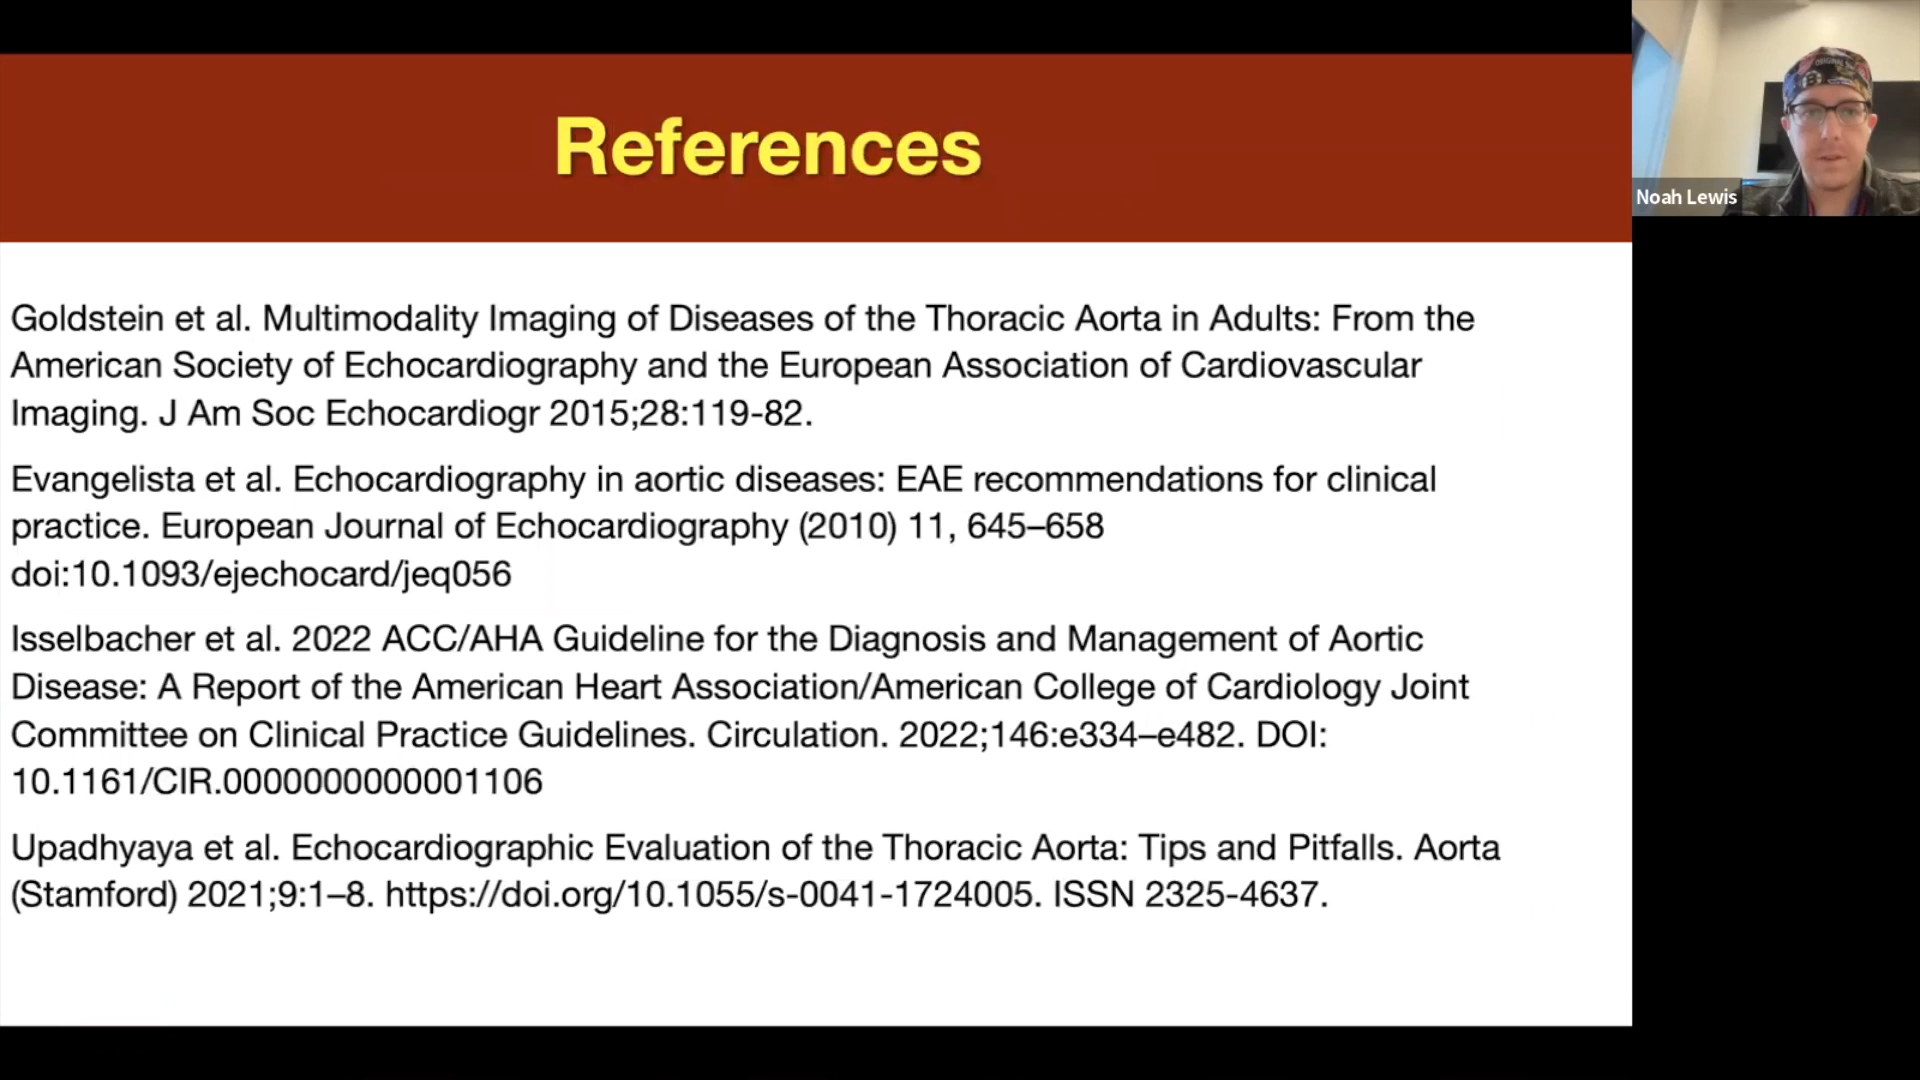 References
Noah Lewis
Goldstein et al. Multimodality Imaging of Diseases of the Thoracic Aorta in Adults: From the
American Society of Echocardiography and the European Association of Cardiovascular
Imaging. J Am Soc Echocardiogr 2015;28:119-82.
Evangelista et al. Echocardiography in aortic diseases: EAE recommendations for clinical
practice. European Journal of Echocardiography (2010) 11, 645–658
doi:10.1093/ejechocard/jeq056
Isselbacher et al. 2022 ACC/AHA Guideline for the Diagnosis and Management of Aortic
Disease: A Report of the American Heart Association/American College of Cardiology Joint
Committee on Clinical Practice Guidelines. Circulation. 2022;146:e334–e482. DOI:
10.1161/CIR.0000000000001106
Upadhyaya et al. Echocardiographic Evaluation of the Thoracic Aorta: Tips and Pitfalls. Aorta
(Stamford) 2021;9:1–8. https://doi.org/10.1055/s-0041-1724005. ISSN 2325-4637.